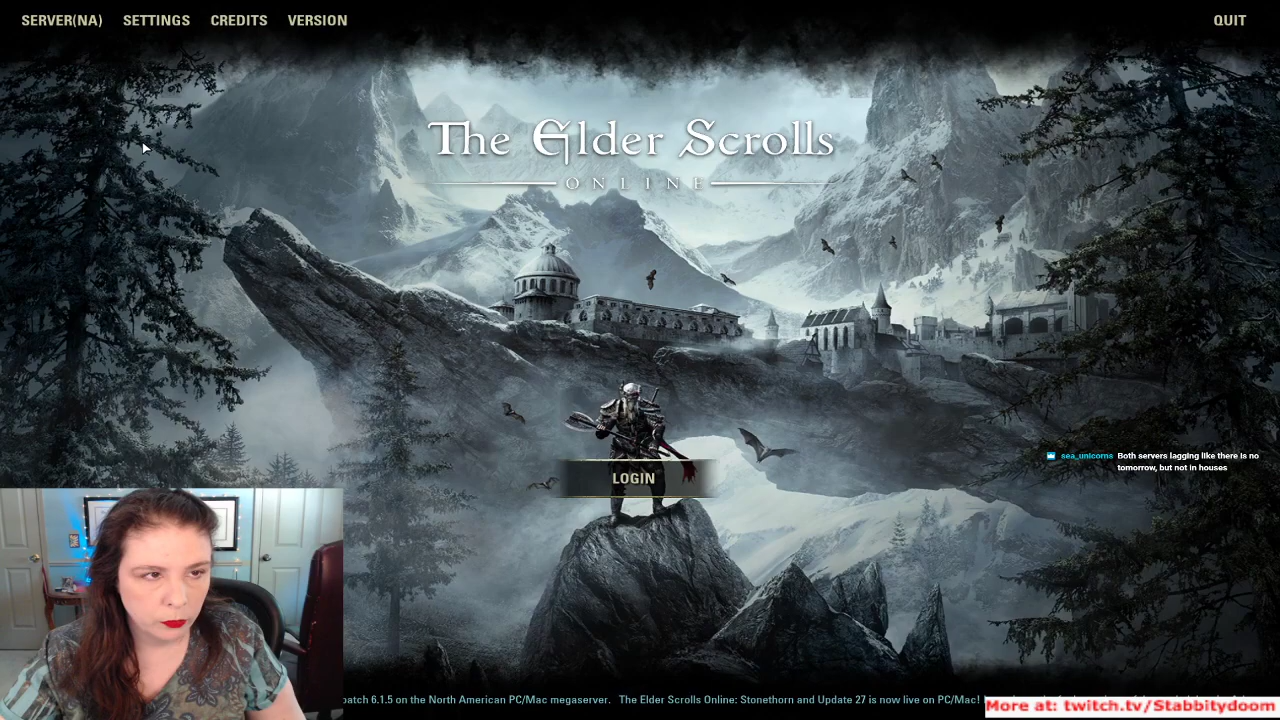 SERVER(NA) SETTINGS CREDITS VERSION QUIT
The Elder Scrolls
ONLINE
sea_unicorns Both servers lagging like there is no
tomorrow, but not in houses
LOGIN
patch 6.1.5 on the North American PC/Mac megaserver. The Elder Scrolls Online: Stonethorn and Update 27 is now live on PC/Mac!
More at: twitch.tv/Stabbitydoom